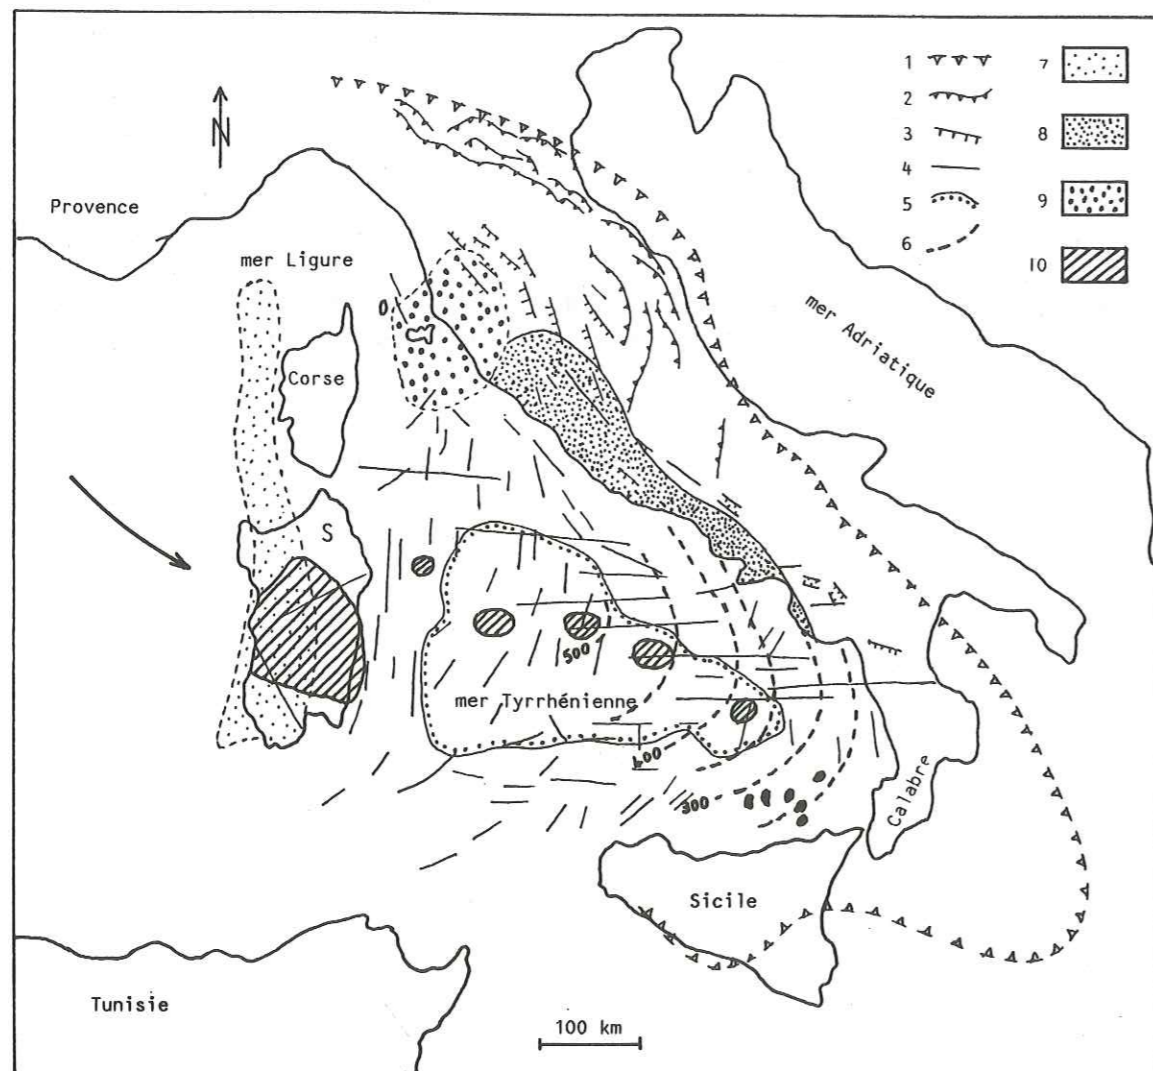 1
2
3
4
5
6
7
8
9
10
N
Provence
mer Ligure
Corse
S
mer Adriatique
500
mer Tyrrhénienne
400
300
Calabre
Sicile
Tunisie
100 km